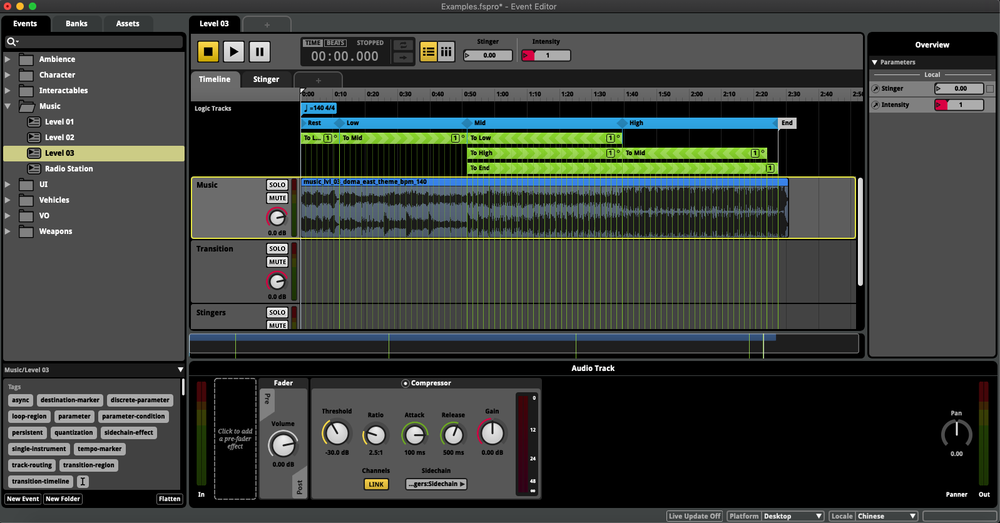 Examples.fspro* - Event Editor
Events Banks Assets
Ambience
Character
Interactables
Music
Level 01
Level 02
Level 03
Radio Station
UI
Vehicles
VO
Weapons
Music/Level 03
Tags
async destination-marker discrete-parameter
loop-region parameter parameter-condition
persistent quantization sidechain-effect
single-instrument tempo-marker
track-routing transition-region
transition-timeline
New Event New Folder Flatten
Level 03 +
TIME BEATS STOPPED
00:00.000
Stinger Intensity
0.00 1
Timeline Stinger +
0:00 0:10 0:20 0:30 0:40 0:50 1:00 1:10 1:20 1:30 1:40 1:50 2:00 2:10 2:20 2:30 2:40 2:50
Logic Tracks
♩=140 4/4
Rest Low Mid High End
To L... 1 To Mid 1 To Low 1
To High 1 To Mid 1
To End 1
Music SOLO
MUTE
0.0 dB
music_lvl_03_doma_east_theme_bpm_140
Transition SOLO
MUTE
0.0 dB
Stingers SOLO
MUTE
Overview
Parameters
Local
Stinger 0.00
Intensity 1
Audio Track
In
Click to add
a pre-fader
effect
Fader
Pre
Volume
0.00 dB
Post
Compressor
Threshold Ratio Attack Release Gain
-30.0 dB 2.5:1 100 ms 500 ms 0.00 dB
Channels Sidechain
LINK ...gers:Sidechain
0
12
24
48
∞
Pan
0.00
Panner Out
Live Update Off Platform Desktop Locale Chinese